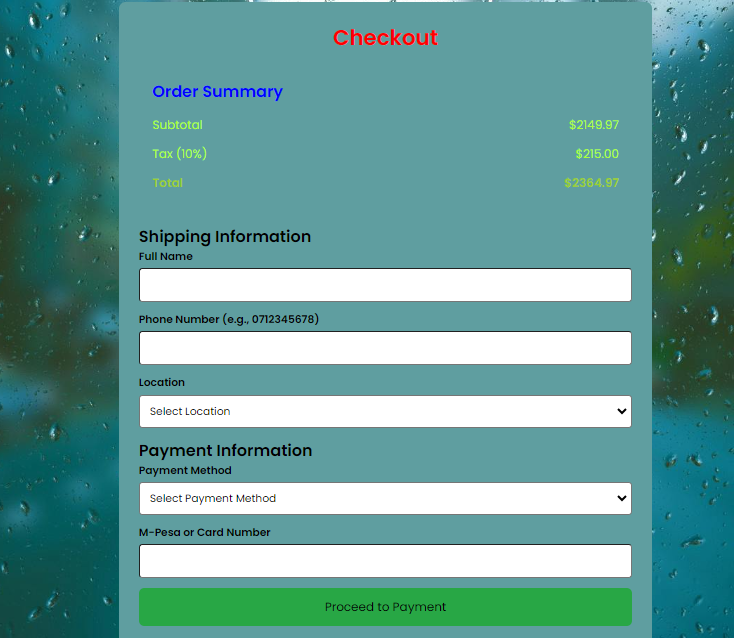 Checkout
Order Summary
Subtotal $2149.97
Tax (10%) $215.00
Total $2364.97
Shipping Information
Full Name
Phone Number (e.g., 0712345678)
Location
Select Location
Payment Information
Payment Method
Select Payment Method
M-Pesa or Card Number
Proceed to Payment